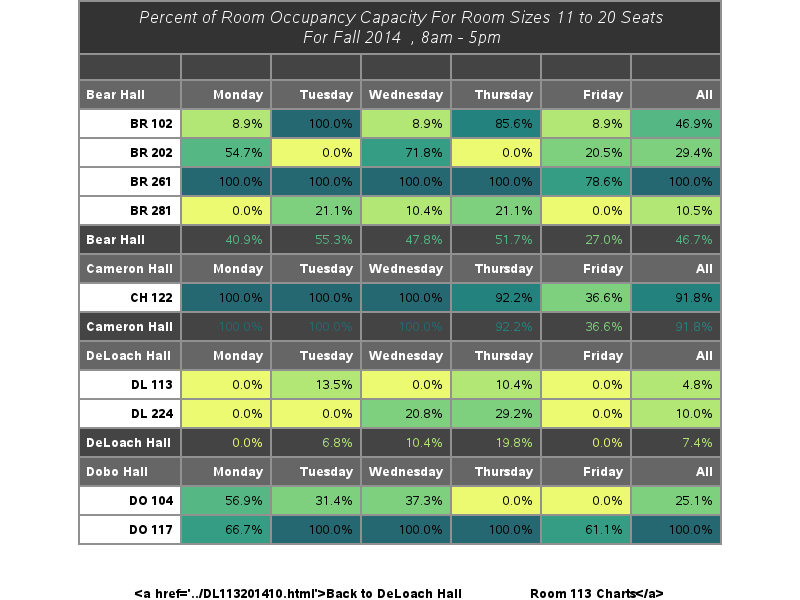 Percent of Room Occupancy Capacity For Room Sizes 11 to 20 Seats
For Fall 2014 , 8am - 5pm
Bear Hall Monday Tuesday Wednesday Thursday Friday All
BR 102 8.9% 100.0% 8.9% 85.6% 8.9% 46.9%
BR 202 54.7% 0.0% 71.8% 0.0% 20.5% 29.4%
BR 261 100.0% 100.0% 100.0% 100.0% 78.6% 100.0%
BR 281 0.0% 21.1% 10.4% 21.1% 0.0% 10.5%
Bear Hall 40.9% 55.3% 47.8% 51.7% 27.0% 46.7%
Cameron Hall Monday Tuesday Wednesday Thursday Friday All
CH 122 100.0% 100.0% 100.0% 92.2% 36.6% 91.8%
Cameron Hall 100.0% 100.0% 100.0% 92.2% 36.6% 91.8%
DeLoach Hall Monday Tuesday Wednesday Thursday Friday All
DL 113 0.0% 13.5% 0.0% 10.4% 0.0% 4.8%
DL 224 0.0% 0.0% 20.8% 29.2% 0.0% 10.0%
DeLoach Hall 0.0% 6.8% 10.4% 19.8% 0.0% 7.4%
Dobo Hall Monday Tuesday Wednesday Thursday Friday All
DO 104 56.9% 31.4% 37.3% 0.0% 0.0% 25.1%
DO 117 66.7% 100.0% 100.0% 100.0% 61.1% 100.0%
<a href='../DL113201410.html'>Back to DeLoach Hall Room 113 Charts</a>